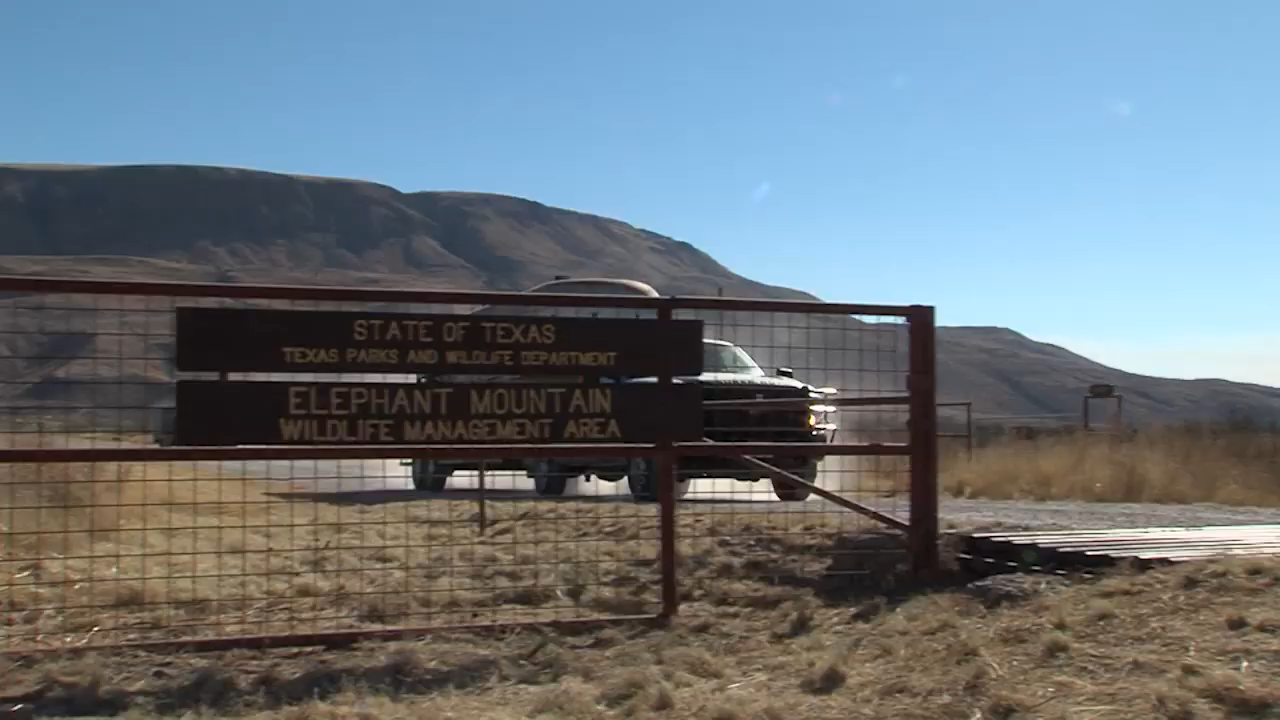 STATE OF TEXAS
TEXAS PARKS AND WILDLIFE DEPARTMENT
ELEPHANT MOUNTAIN
WILDLIFE MANAGEMENT AREA